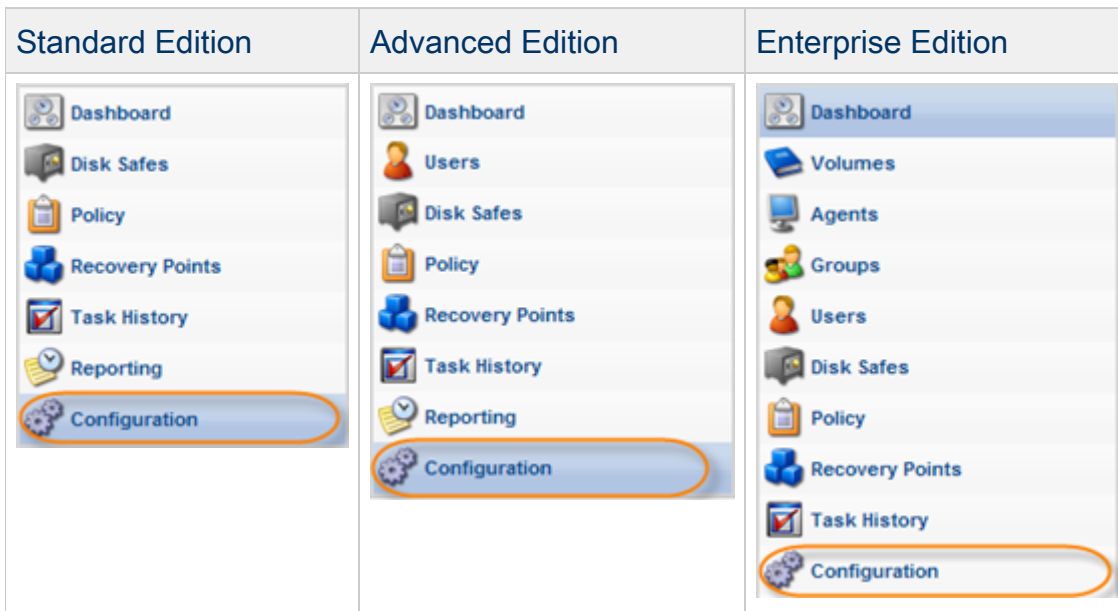 Standard Edition
Advanced Edition
Enterprise Edition
Dashboard
Disk Safes
Policy
Recovery Points
Task History
Reporting
Configuration
Dashboard
Users
Disk Safes
Policy
Recovery Points
Task History
Reporting
Configuration
Dashboard
Volumes
Agents
Groups
Users
Disk Safes
Policy
Recovery Points
Task History
Configuration